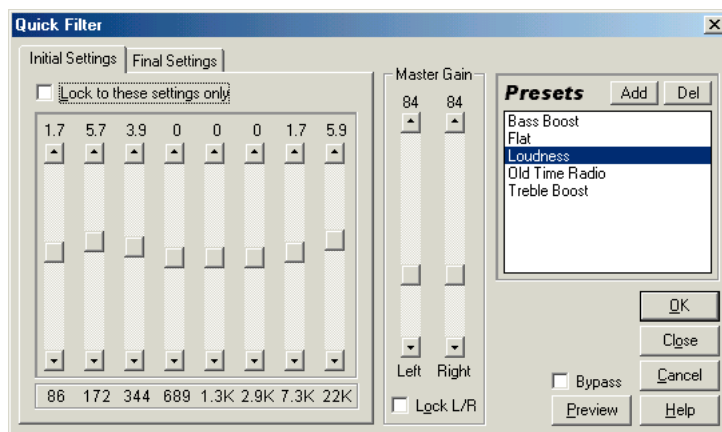 Quick Filter
Initial Settings Final Settings
Lock to these settings only
1.7 5.7 3.9 0 0 0 1.7 5.9
86 172 344 689 1.3K 2.9K 7.3K 22K
Master Gain
84 84
Left Right
Lock L/R
Presets Add Del
Bass Boost
Flat
Loudness
Old Time Radio
Treble Boost
OK
Close
Bypass Cancel
Preview Help